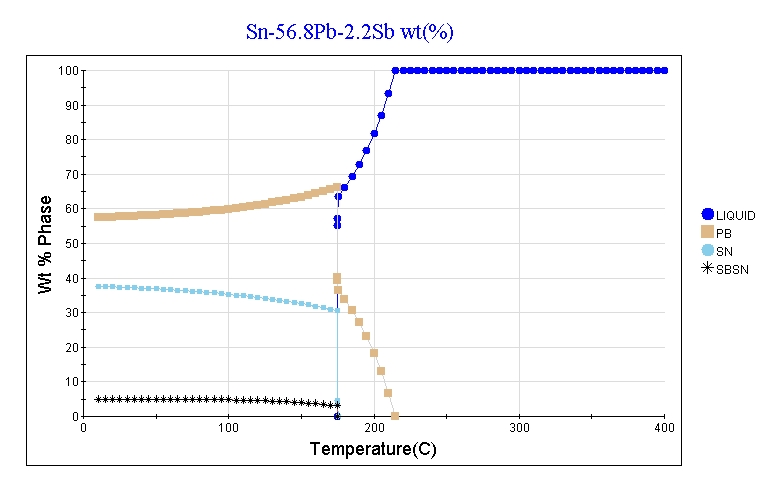 Sn-56.8Pb-2.2Sb wt(%)
100
90
80
70
60
50
40
30
20
10
0
Wt % Phase
0 100 200 300 400
Temperature(C)
LIQUID
PB
SN
SBSN